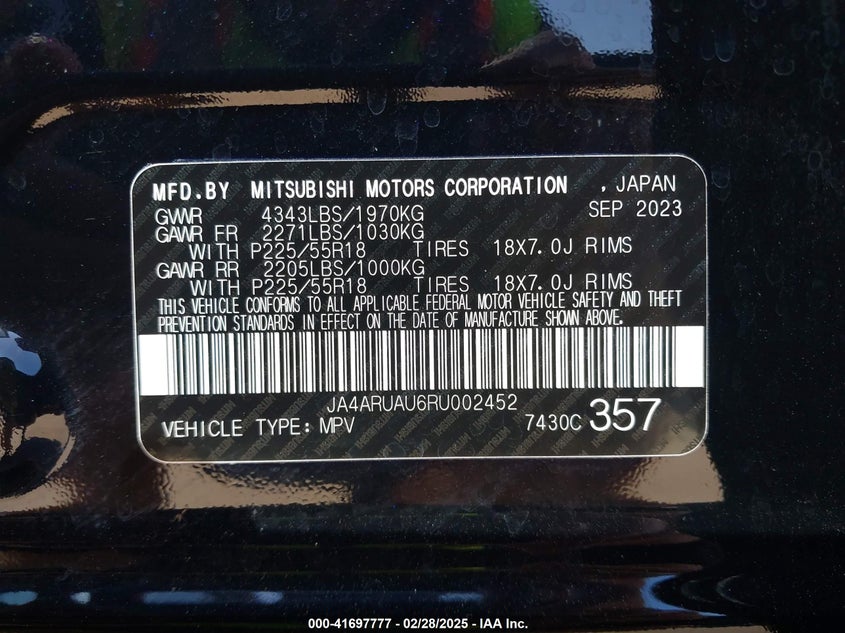 MFD.BY MITSUBISHI MOTORS CORPORATION , JAPAN
GVWR 4343LBS/1970KG SEP 2023
GAWR FR 2271LBS/1030KG
WITH P225/55R18 TIRES 18X7.0J RIMS
GAWR RR 2205LBS/1000KG
WITH P225/55R18 TIRES 18X7.0J RIMS
THIS VEHICLE CONFORMS TO ALL APPLICABLE FEDERAL MOTOR VEHICLE SAFETY AND THEFT
PREVENTION STANDARDS IN EFFECT ON THE DATE OF MANUFACTURE SHOWN ABOVE.
JA4ARUAU6RU002452
VEHICLE TYPE: MPV 7430C 357
000-41697777 - 02/28/2025 - IAA Inc.